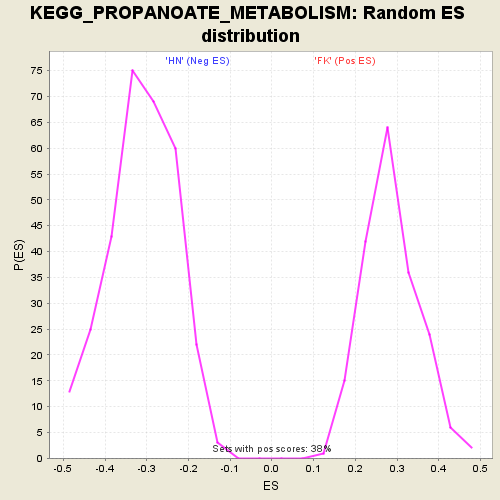 KEGG_PROPANOATE_METABOLISM: Random ES
distribution
'HN' (Neg ES) 'FK' (Pos ES)
75
70
65
60
55
50
45
40
35
30
25
20
15
10
5
0
P(ES)
Sets with pos scores: 38%
-0.5 -0.4 -0.3 -0.2 -0.1 0.0 0.1 0.2 0.3 0.4 0.5
ES